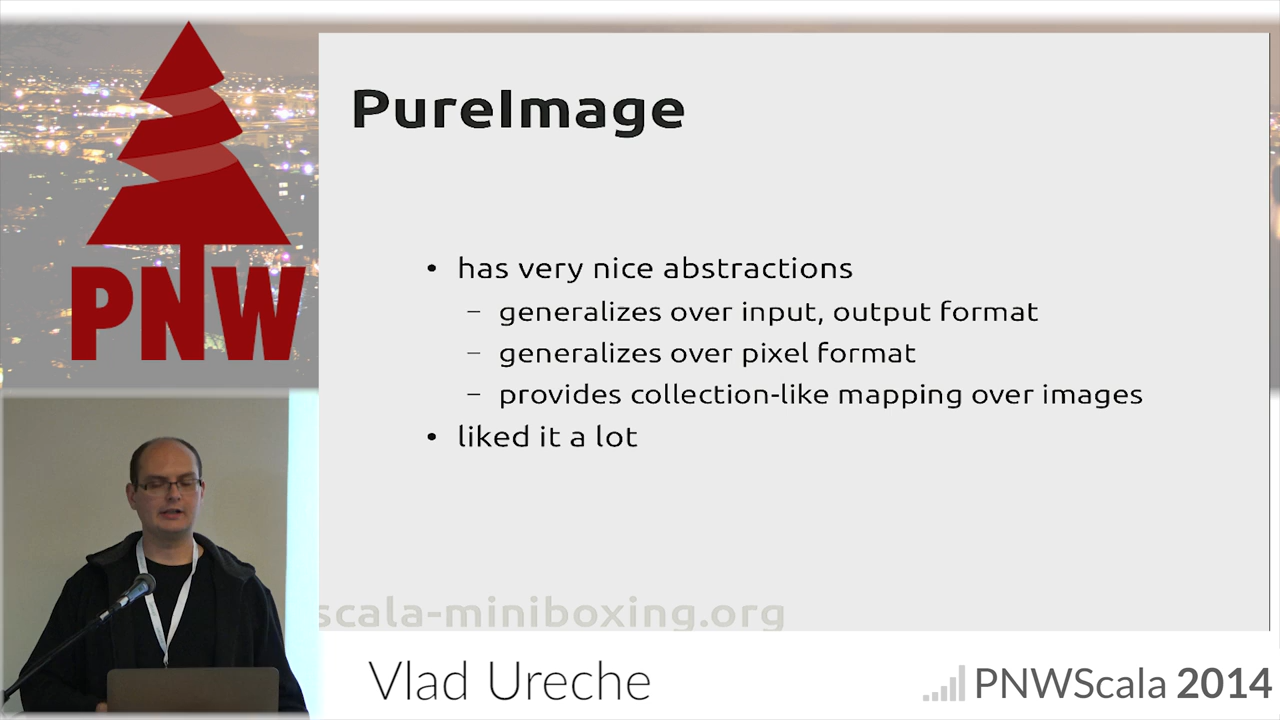 PNW
PureImage
• has very nice abstractions
– generalizes over input, output format
– generalizes over pixel format
– provides collection-like mapping over images
• liked it a lot
scala-miniboxing.org
Vlad Ureche
PNWScala 2014